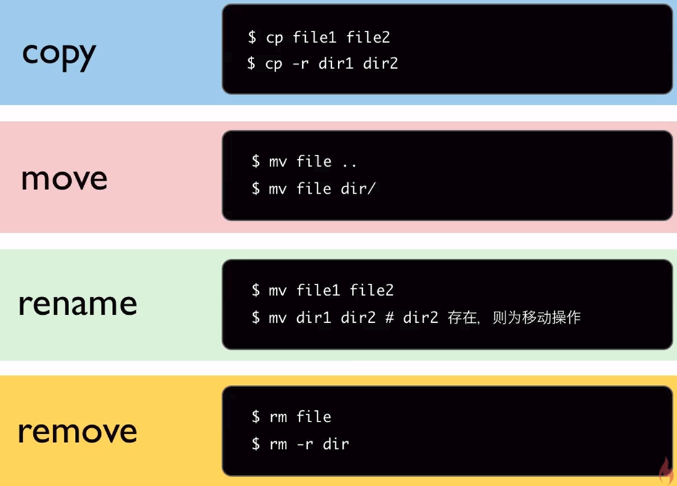 copy
$ cp file1 file2
$ cp -r dir1 dir2
move
$ mv file ..
$ mv file dir/
rename
$ mv file1 file2
$ mv dir1 dir2 # dir2 存在，则为移动操作
remove
$ rm file
$ rm -r dir